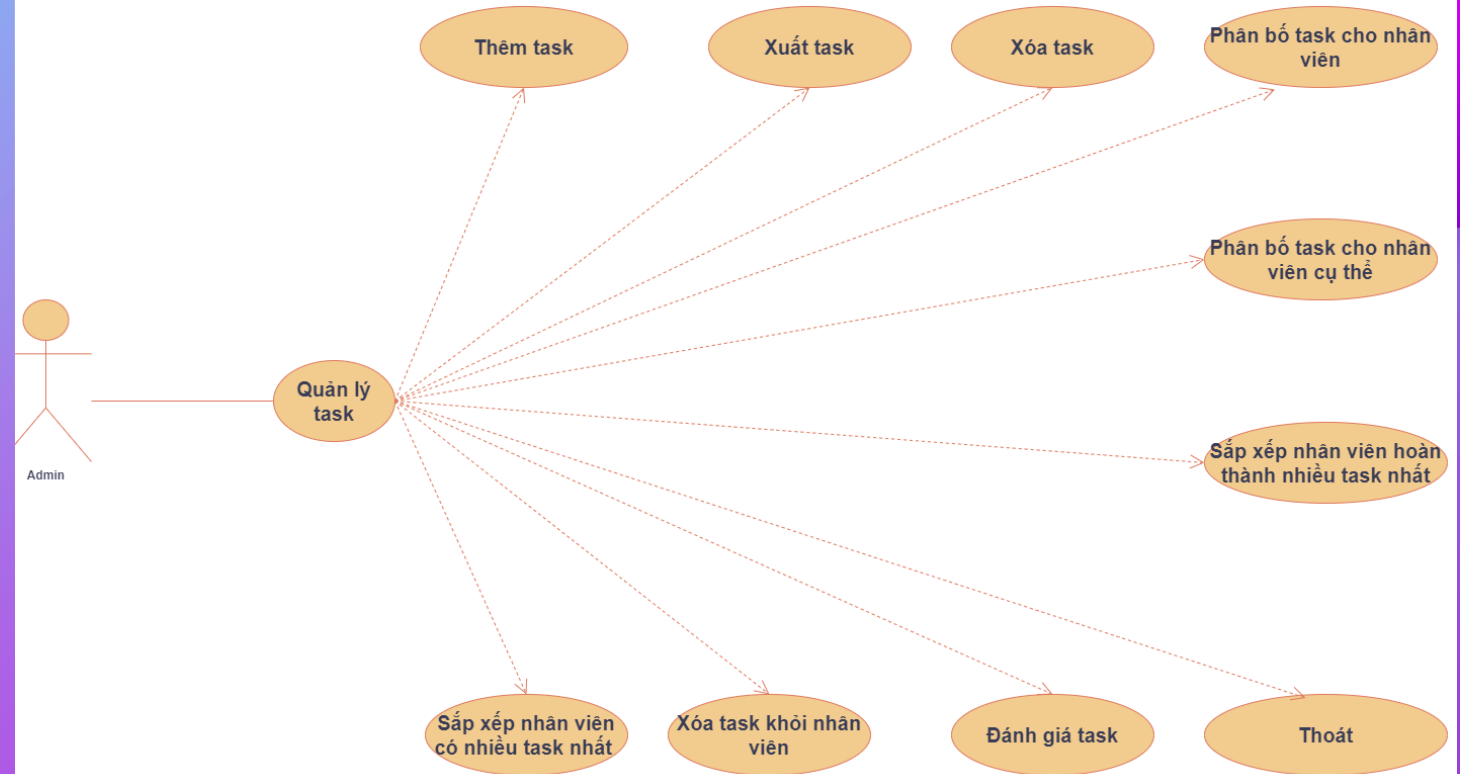 Thêm task
Xuất task
Xóa task
Phân bố task cho nhân
viên
Phân bố task cho nhân
viên cụ thể
Quản lý
task
Admin
Sắp xếp nhân viên hoàn
thành nhiều task nhất
Sắp xếp nhân viên
có nhiều task nhất
Xóa task khỏi nhân
viên
Đánh giá task
Thoát